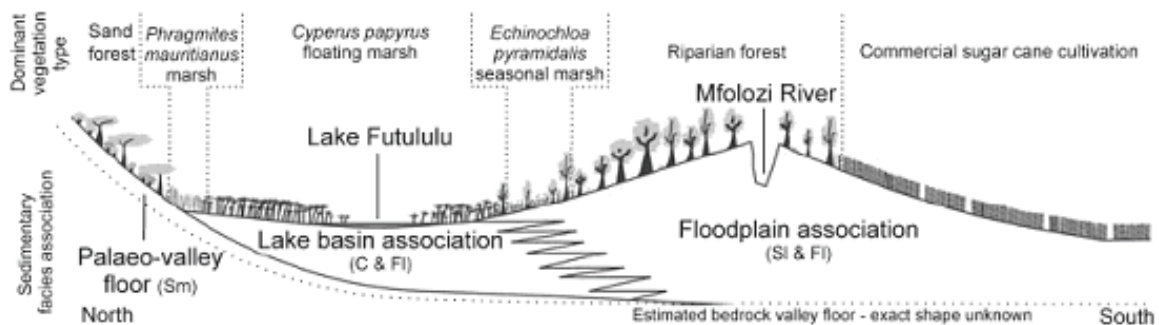 Dominant
vegetation
type
Sand
forest
Phragmites
mauritianus
marsh
Cyperus papyrus
floating marsh
Echinochloa
pyramidalis
seasonal marsh
Riparian forest
Commercial sugar cane cultivation
Mfolozi River
Lake Futululu
Sedimentary
facies association
Palaeo-valley
floor (Sm)
Lake basin association
(C & Fl)
Floodplain association
(Sl & Fl)
North
Estimated bedrock valley floor - exact shape unknown
South